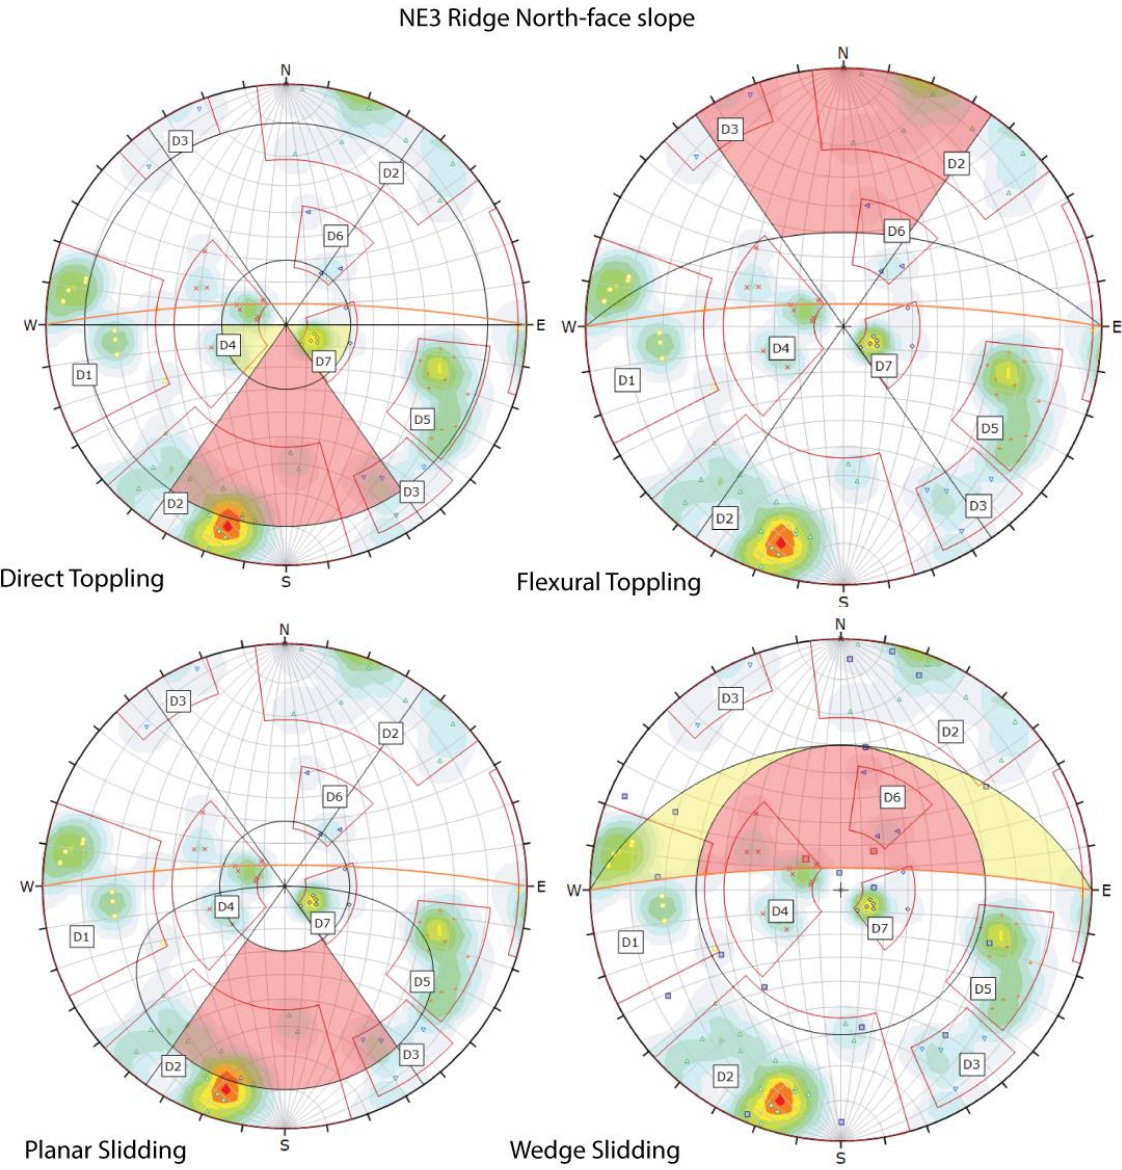 NE3 Ridge North-face slope
N
D3
D2
D6
W
E
D4
D7
D1
D5
D3
D2
S
Direct Toppling
N
D3
D2
D6
W
E
D4
D7
D1
D5
D3
D2
S
Flexural Toppling
N
D3
D2
D6
W
E
D4
D7
D1
D5
D3
D2
S
Planar Slidding
N
D3
D2
D6
W
E
D4
D7
D1
D5
D3
D2
S
Wedge Slidding